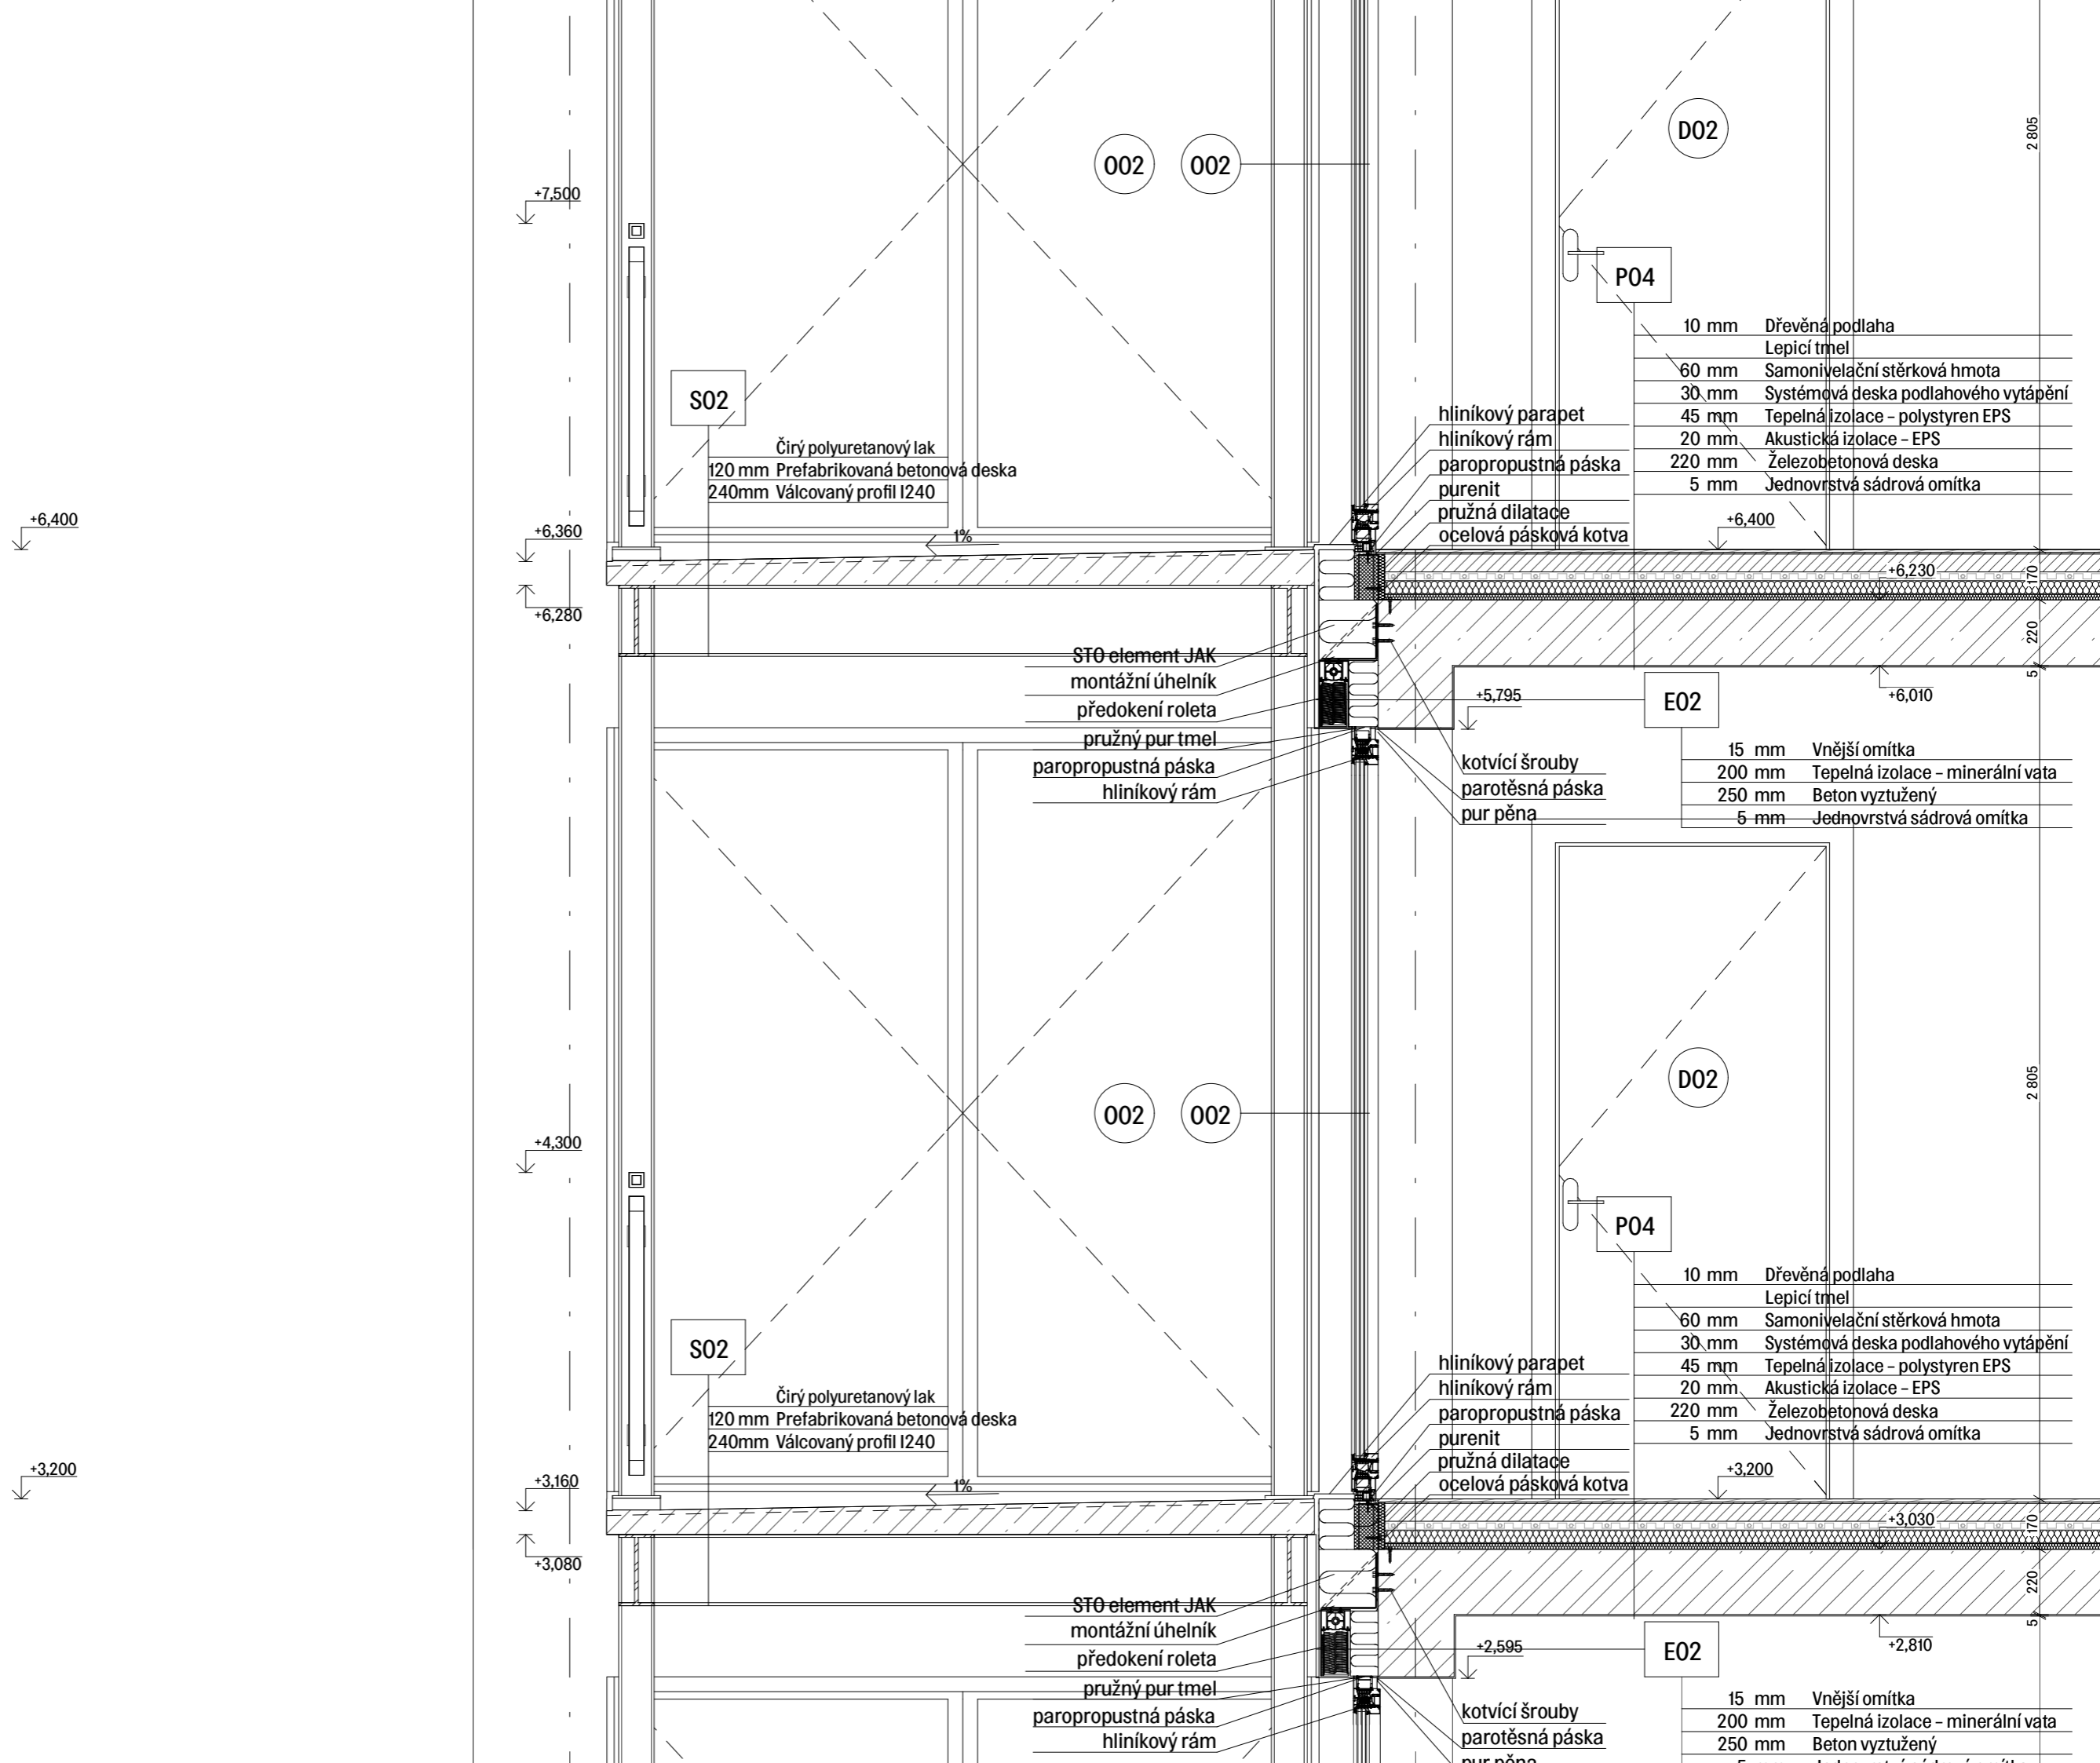 2 805
D02
O02
O02
+7,500
P04
10 mm Dřevěná podlaha
Lepicí tmel
60 mm Samonivelační stěrková hmota
30 mm Systémová deska podlahového vytápění
45 mm Tepelná izolace – polystyren EPS
20 mm Akustická izolace – EPS
220 mm Železobetonová deska
5 mm Jednovrstvá sádrová omítka
S02
Čirý polyuretanový lak
120 mm Prefabrikovaná betonová deska
240mm Válcovaný profil I240
hliníkový parapet
hliníkový rám
paropropustná páska
purenit
pružná dilatace
ocelová pásková kotva
+6,400
+6,360
1%
+6,400
+6,230
170
+6,280
220
STO element JAK
montážní úhelník
předokení roleta
pružný pur tmel
paropropustná páska
hliníkový rám
5
+5,795
E02
+6,010
kotvící šrouby
parotěsná páska
pur pěna
15 mm Vnější omítka
200 mm Tepelná izolace – minerální vata
250 mm Beton vyztužený
5 mm Jednovrstvá sádrová omítka
2 805
D02
O02
O02
+4,300
P04
10 mm Dřevěná podlaha
Lepicí tmel
60 mm Samonivelační stěrková hmota
30 mm Systémová deska podlahového vytápění
45 mm Tepelná izolace – polystyren EPS
20 mm Akustická izolace – EPS
220 mm Železobetonová deska
5 mm Jednovrstvá sádrová omítka
S02
Čirý polyuretanový lak
120 mm Prefabrikovaná betonová deska
240mm Válcovaný profil I240
hliníkový parapet
hliníkový rám
paropropustná páska
purenit
pružná dilatace
ocelová pásková kotva
+3,200
+3,160
1%
+3,200
+3,030
170
+3,080
220
STO element JAK
montážní úhelník
předokení roleta
pružný pur tmel
paropropustná páska
hliníkový rám
5
+2,595
E02
+2,810
kotvící šrouby
parotěsná páska
pur pěna
15 mm Vnější omítka
200 mm Tepelná izolace – minerální vata
250 mm Beton vyztužený